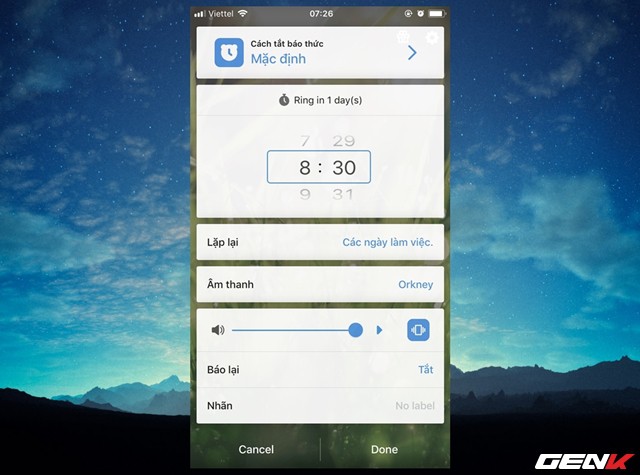 Viettel 07:26
Cách tắt báo thức
Mặc định
Ring in 1 day(s)
7 29
8 : 30
9 31
Lặp lại Các ngày làm việc.
Âm thanh Orkney
Báo lại Tắt
Nhãn No label
Cancel Done
GENK